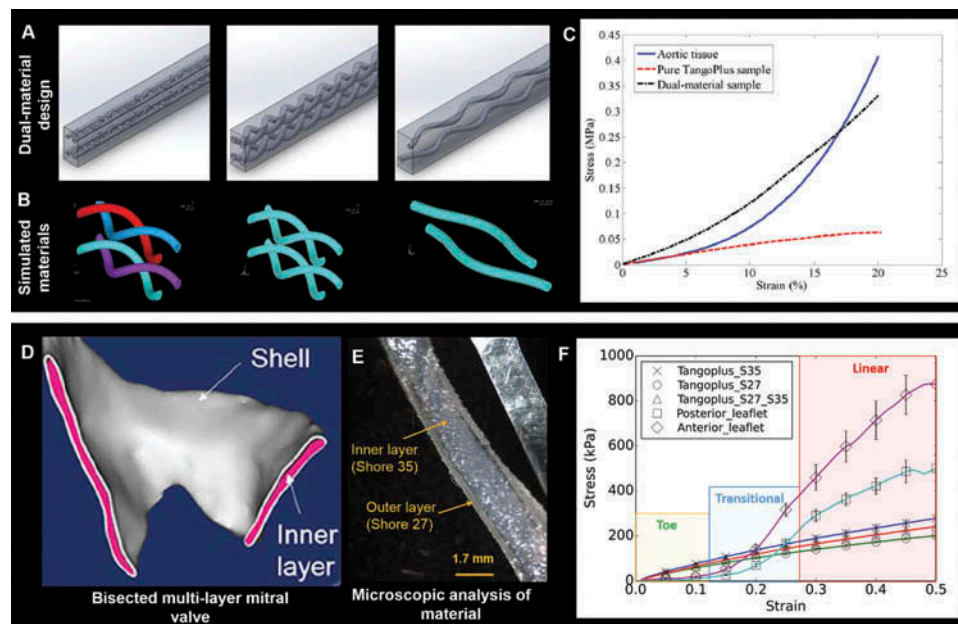 A
Dual-material
design
B
Simulated
materials
C
Aortic tissue
Pure TangoPlus sample
Dual-material sample
Stress (MPa)
0.45
0.4
0.35
0.3
0.25
0.2
0.15
0.1
0.05
0
0 5 10 15 20 25
Strain (%)
D
Shell
Inner
layer
Bisected multi-layer mitral
valve
E
Inner layer
(Shore 35)
Outer layer
(Shore 27)
1.7 mm
Microscopic analysis of
material
F
Tangoplus_S35
Tangoplus_S27
Tangoplus_S27_S35
Posterior_leaflet
Anterior_leaflet
Linear
Transitional
Toe
Stress (kPa)
1000
800
600
400
200
0
0.0 0.1 0.2 0.3 0.4 0.5
Strain